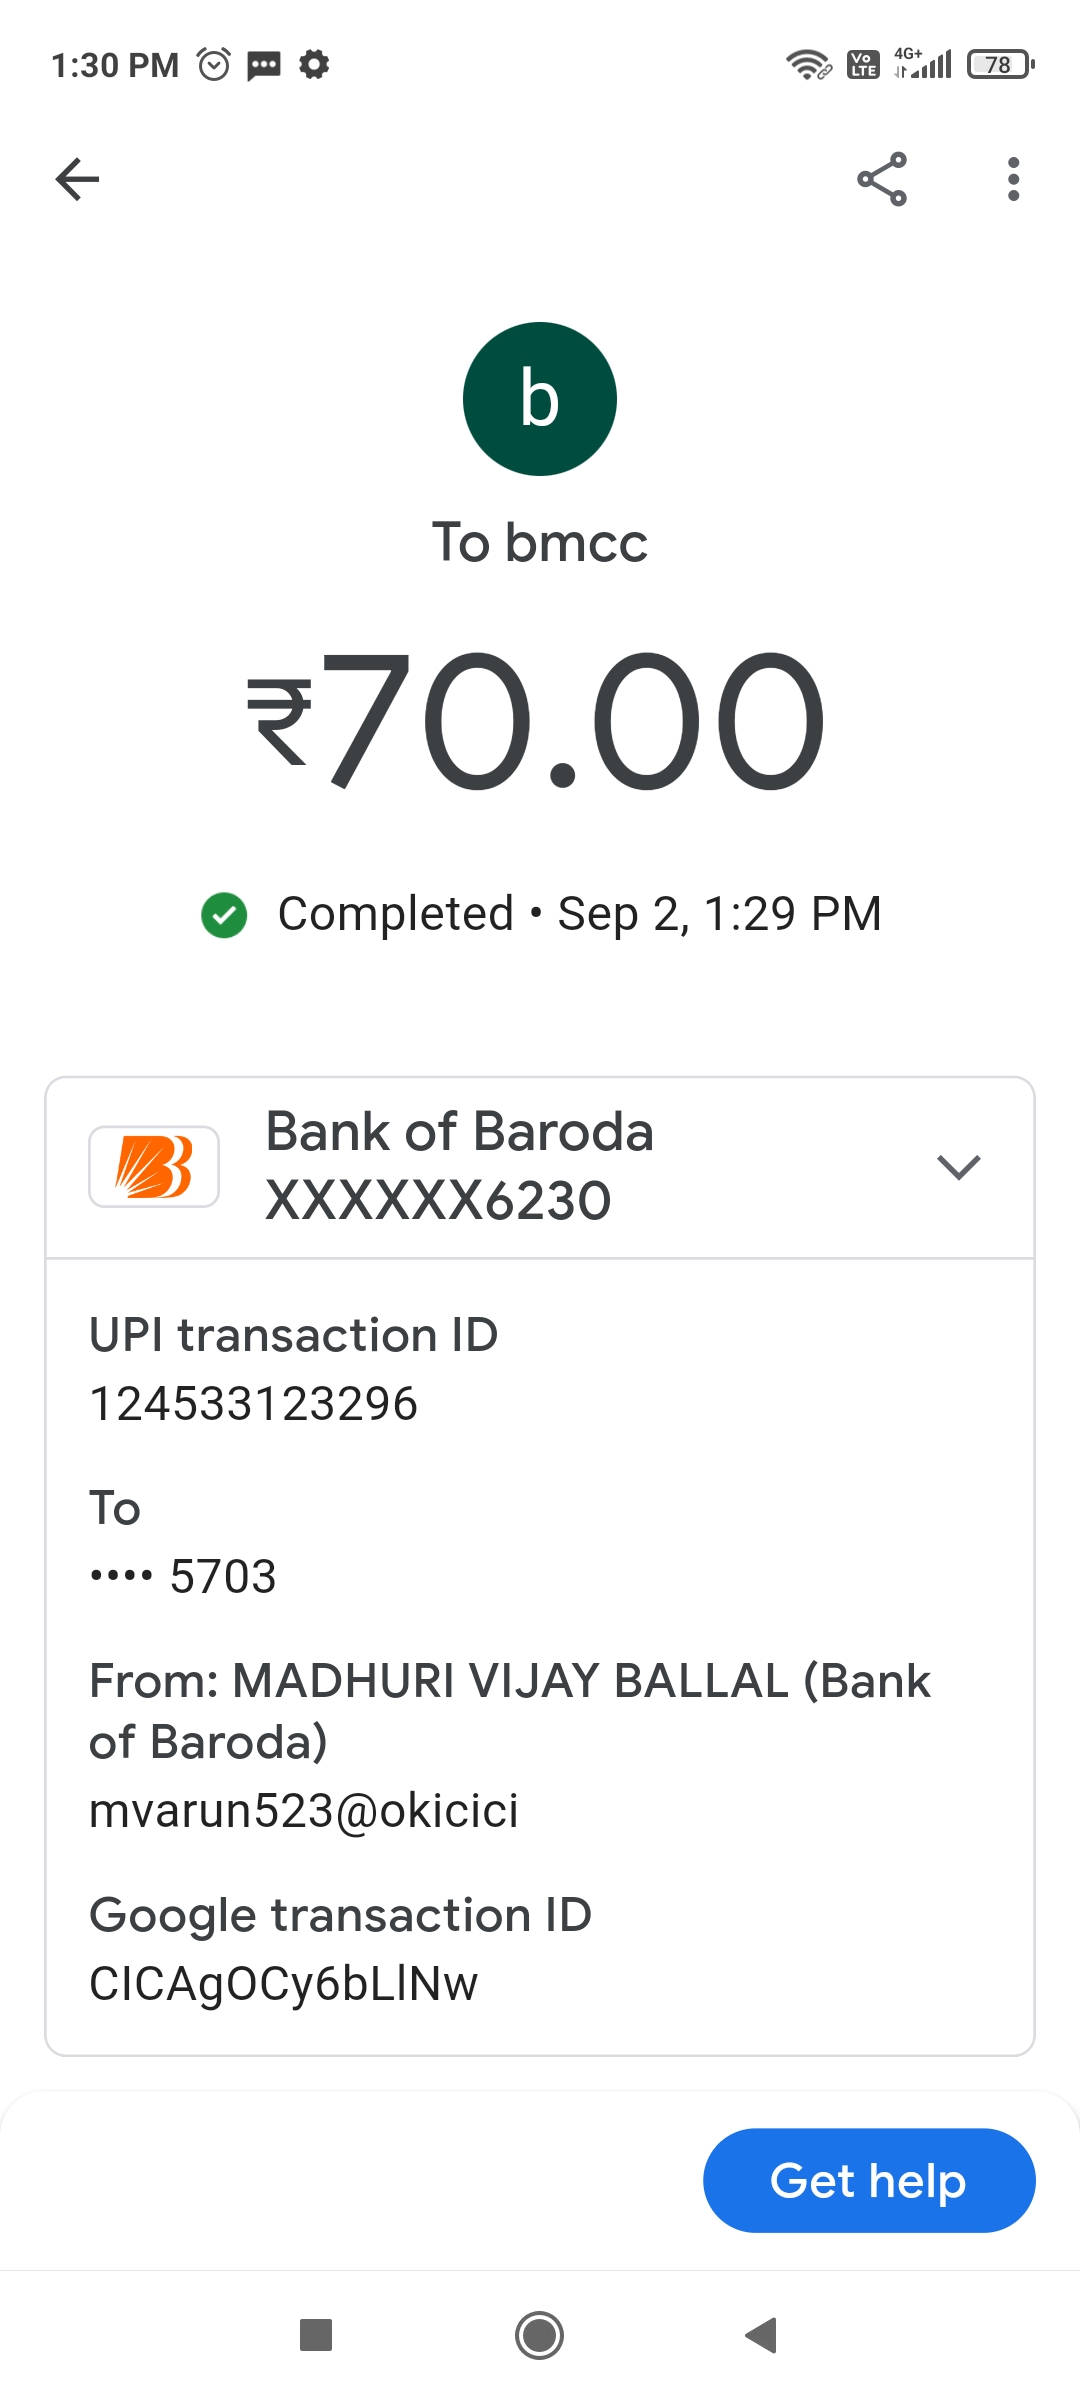 1:30 PM
Vo LTE 4G+ 78
b
To bmcc
₹70.00
Completed • Sep 2, 1:29 PM
Bank of Baroda
XXXXXX6230
UPI transaction ID
124533123296
To
•••• 5703
From: MADHURI VIJAY BALLAL (Bank
of Baroda)
mvarun523@okicici
Google transaction ID
CICAgOCy6bLlNw
Get help